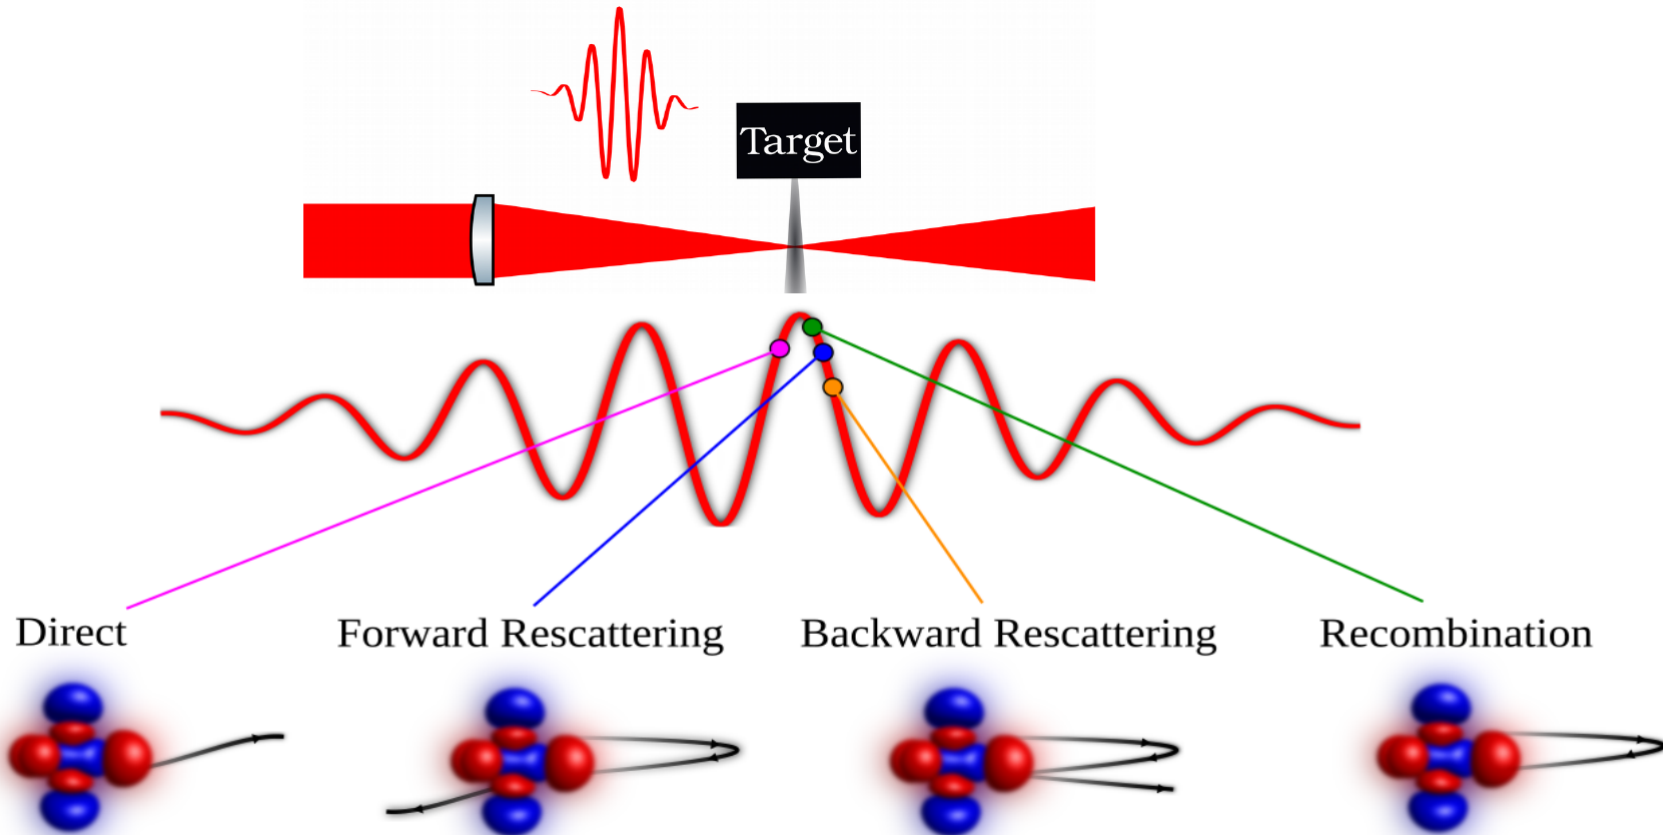 Target
Direct
Forward Rescattering
Backward Rescattering
Recombination